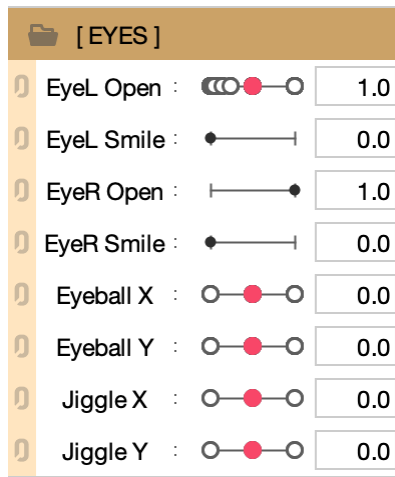 [ EYES ]
EyeL Open : 1.0
EyeL Smile : 0.0
EyeR Open : 1.0
EyeR Smile : 0.0
Eyeball X : 0.0
Eyeball Y : 0.0
Jiggle X : 0.0
Jiggle Y : 0.0